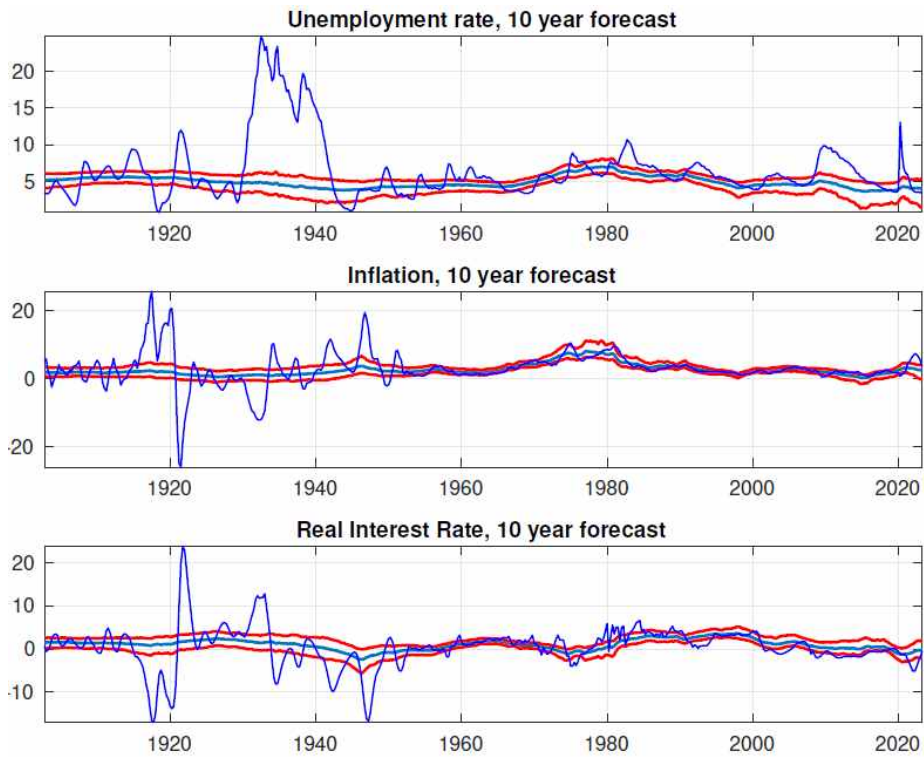 Unemployment rate, 10 year forecast
20
15
10
5
1920 1940 1960 1980 2000 2020
Inflation, 10 year forecast
20
0
-20
1920 1940 1960 1980 2000 2020
Real Interest Rate, 10 year forecast
20
10
0
-10
1920 1940 1960 1980 2000 2020